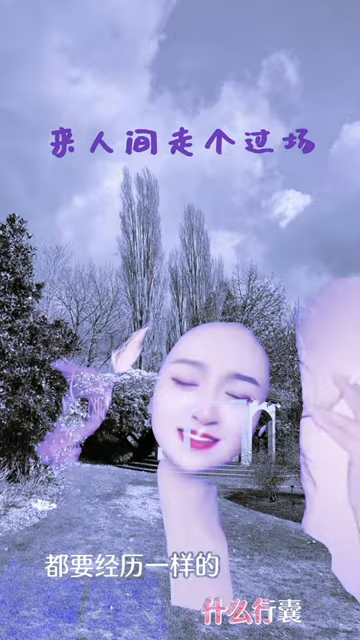 来人间走个过场
都要经历一样的
什么行囊